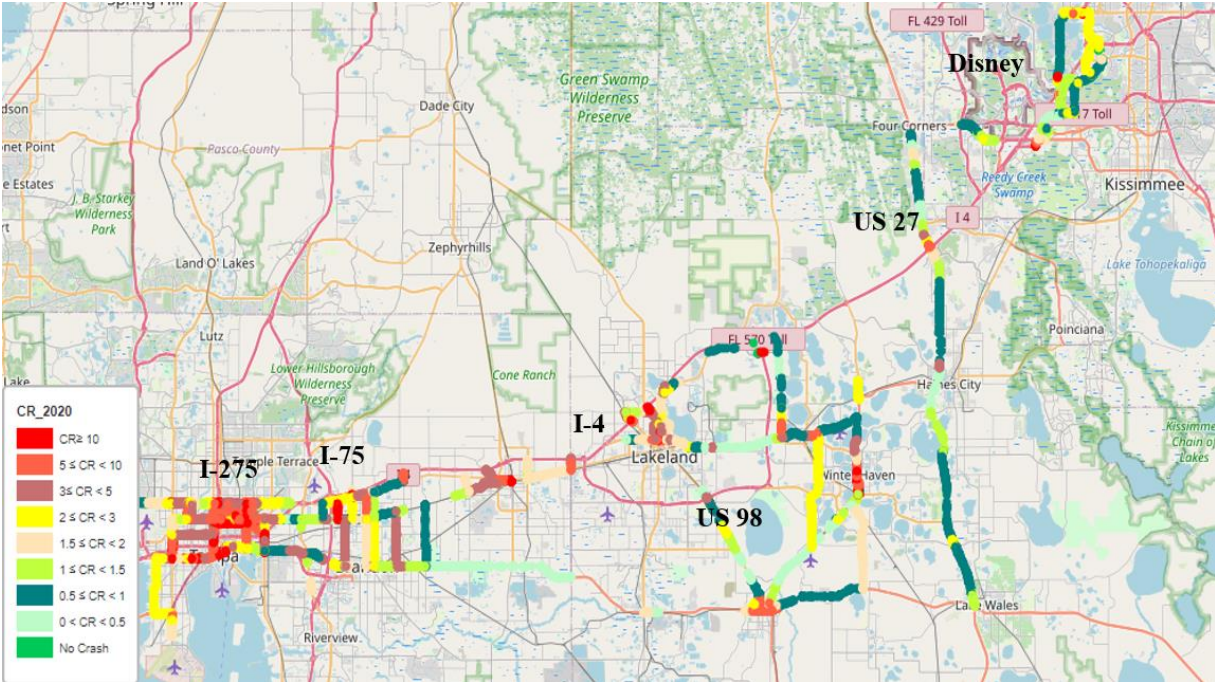 Spring Hill
FL 429 Toll
Disney
Green Swamp
Wilderness
Preserve
Dade City
Four Corners
7 Toll
Pasco County
J. B. Starkey
Wilderness
Park
Reedy Creek
Swamp
Kissimmee
US 27
I 4
Zephyrhills
Land O' Lakes
Lake Tohopekaliga
Lutz
Poinciana
FL 570 Toll
Lower Hillsborough
Wilderness
Preserve
Cone Ranch
Haines City
Lake
Kissimmee
Chain of
Lakes
I-4
Lakeland
I-275
Temple Terrace
I-75
Winter Haven
US 98
Tampa
Lake Wales
Riverview
CR_2020
CR≥ 10
5 ≤ CR < 10
3≤ CR < 5
2 ≤ CR < 3
1.5 ≤ CR < 2
1 ≤ CR < 1.5
0.5 ≤ CR < 1
0 < CR < 0.5
No Crash